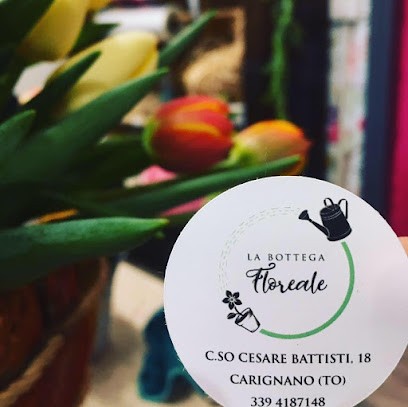 LA BOTTEGA
Floreale
C.SO CESARE BATTISTI, 18
CARIGNANO (TO)
339 4187148